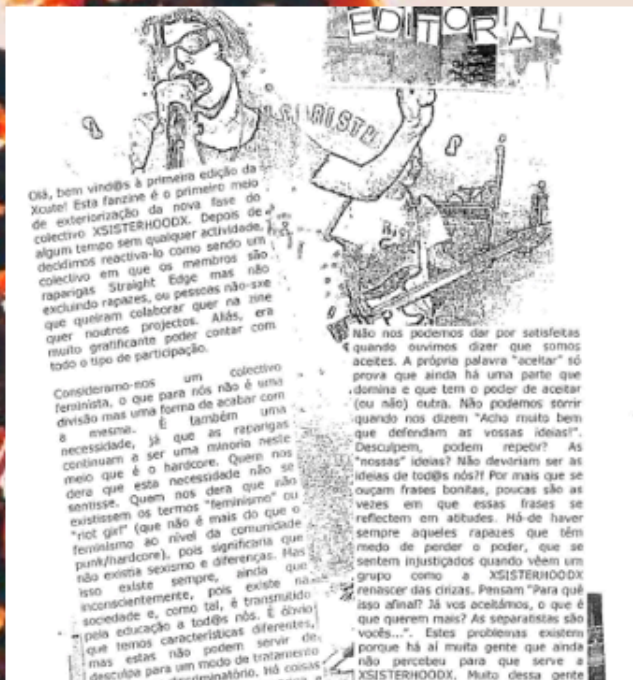 EDITORIAL
Olá, bem vind@s à primeira edição da
Xcute! Esta fanzine é o primeiro meio
de exteriorização da nova fase do
colectivo XSISTERHOODX. Depois de
algum tempo sem qualquer actividade,
decidimos reactiva-lo como sendo um
colectivo em que os membros são
raparigas Straight Edge mas não
excluindo rapazes, ou pessoas não-sxe
que queiram colaborar quer na zine
quer noutros projectos. Aliás, era
muito gratificante poder contar com
todo o tipo de participação.
Consideramo-nos um colectivo
feminista, o que para nós não é uma
divisão mas uma forma de acabar com
a mesma. É também uma
necessidade, já que as raparigas
continuam a ser uma minoria neste
meio que é o hardcore. Quem nos
dera que esta necessidade não se
sentisse. Quem nos dera que não
existissem os termos "feminismo" ou
"riot girl" (que não é mais do que o
feminismo ao nível da comunidade
punk/hardcore), pois significaria que
não existia sexismo e diferenças. Mas
isso existe sempre, ainda que
inconscientemente, pois existe na
sociedade e, como tal, é transmitido
pela educação a tod@s nós. É óbvio
que temos características diferentes,
mas estas não podem servir de
desculpa para um modo de tratamento
discriminatório. Há coisas
Não nos podemos dar por satisfeitas
quando ouvimos dizer que somos
aceites. A própria palavra "aceitar" só
prova que ainda há uma parte que
domina e que tem o poder de aceitar
(ou não) outra. Não podemos sorrir
quando nos dizem "Acho muito bem
que defendam as vossas ideias!".
Desculpem, podem repetir? As
"nossas" ideias? Não deveriam ser as
ideias de tod@s nós?! Por mais que se
ouçam frases bonitas, poucas são as
vezes em que essas frases se
reflectem em atitudes. Há-de haver
sempre aqueles rapazes que têm
medo de perder o poder, que se
sentem injustiçados quando vêem um
grupo como a XSISTERHOODX
renascer das cinzas. Pensam "Para quê
isso afinal? Já vos aceitámos, o que é
que querem mais? As separatistas são
vocês...". Estes problemas existem
porque há aí muita gente que ainda
não percebeu para que serve a
XSISTERHOODX. Muito dessa gente